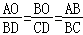 AO/BD = BO/CD = AB/BC